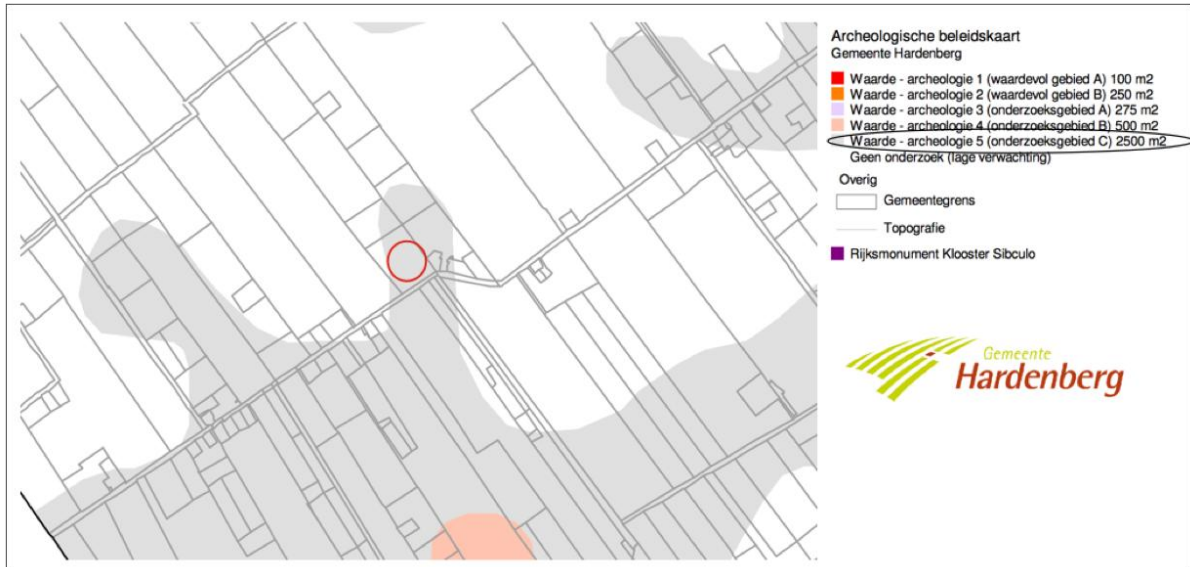 Archeologische beleidskaart
Gemeente Hardenberg
Waarde - archeologie 1 (waardevol gebied A) 100 m2
Waarde - archeologie 2 (waardevol gebied B) 250 m2
Waarde - archeologie 3 (onderzoeksgebied A) 275 m2
Waarde - archeologie 4 (onderzoeksgebied B) 500 m2
Waarde - archeologie 5 (onderzoeksgebied C) 2500 m2
Geen onderzoek (lage verwachting)
Overig
Gemeentegrens
Topografie
Rijksmonument Klooster Sibculo
Gemeente
Hardenberg